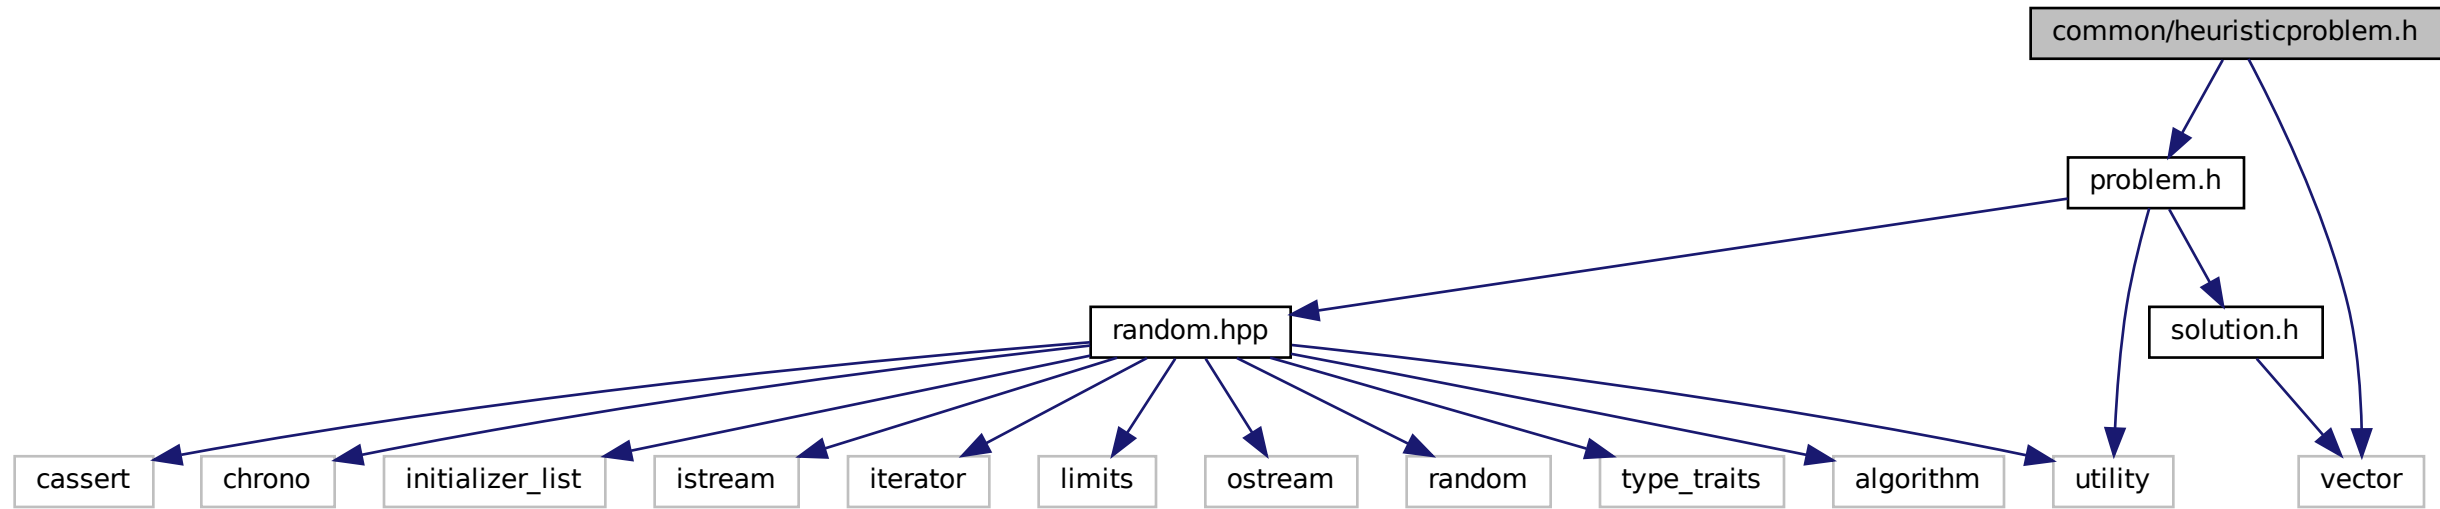 common/heuristicproblem.h
problem.h
random.hpp
solution.h
cassert
chrono
initializer_list
istream
iterator
limits
ostream
random
type_traits
algorithm
utility
vector